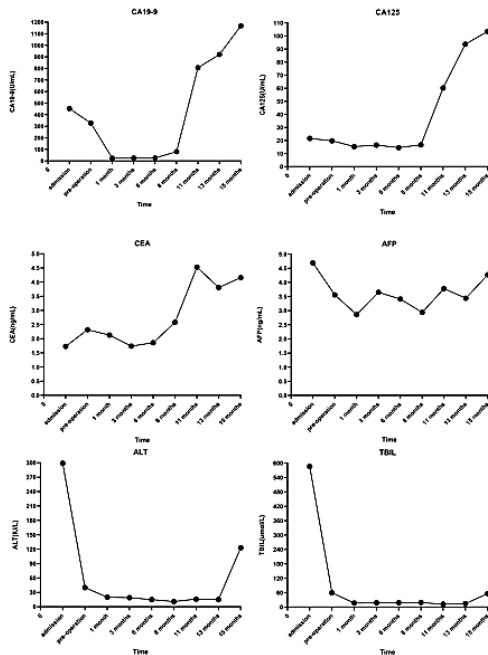 CA19-9
CA19-9(U/mL)
1200
1100
1000
900
800
700
600
500
400
300
200
100
0
0
admission
pre-operation
1 month
3 months
6 months
8 months
11 months
13 months
15 months
Time
CA125
CA125(U/mL)
120
100
80
60
40
20
0
0
admission
pre-operation
1 month
3 months
6 months
8 months
11 months
13 months
15 months
Time
CEA
CEA(ng/mL)
5.0
4.5
4.0
3.5
3.0
2.5
2.0
1.5
1.0
0.5
0.0
0
admission
pre-operation
1 month
3 months
6 months
8 months
11 months
13 months
15 months
Time
AFP
AFP(ng/mL)
5.0
4.5
4.0
3.5
3.0
2.5
2.0
1.5
1.0
0.5
0.0
0
admission
pre-operation
1 month
3 months
6 months
8 months
11 months
13 months
15 months
Time
ALT
ALT(IU/L)
300
270
240
210
180
150
120
90
60
30
0
0
admission
pre-operation
1 month
3 months
6 months
8 months
11 months
13 months
15 months
Time
TBIL
TBIL(umol/L)
600
540
480
420
360
300
240
180
120
60
0
0
admission
pre-operation
1 month
3 months
6 months
8 months
11 months
13 months
15 months
Time